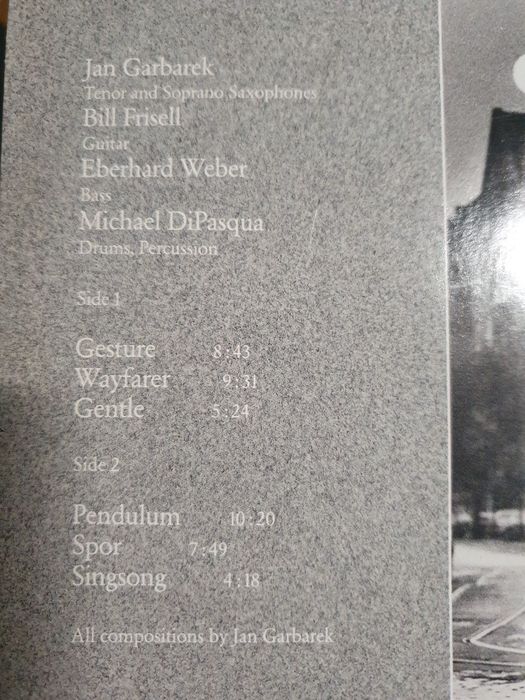 Jan Garbarek
Tenor and Soprano Saxophones
Bill Frisell
Guitar
Eberhard Weber
Bass
Michael DiPasqua
Drums, Percussion
Side 1
Gesture 8:43
Wayfarer 9:31
Gentle 5:24
Side 2
Pendulum 10:20
Spor 7:49
Singsong 4:18
All compositions by Jan Garbarek